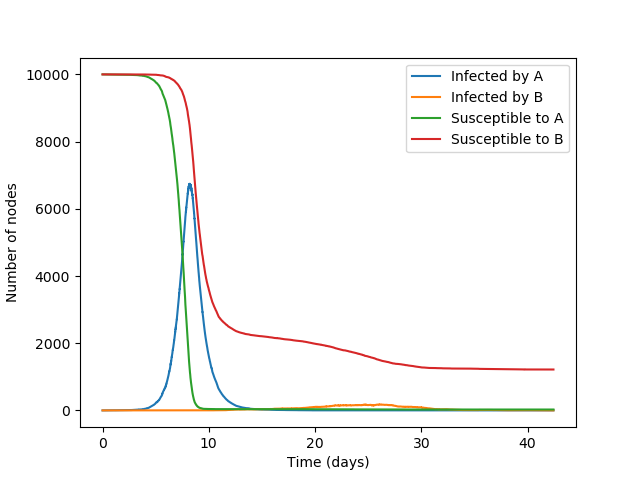 10000
8000
6000
4000
2000
0
Number of nodes
Infected by A
Infected by B
Susceptible to A
Susceptible to B
0 10 20 30 40
Time (days)